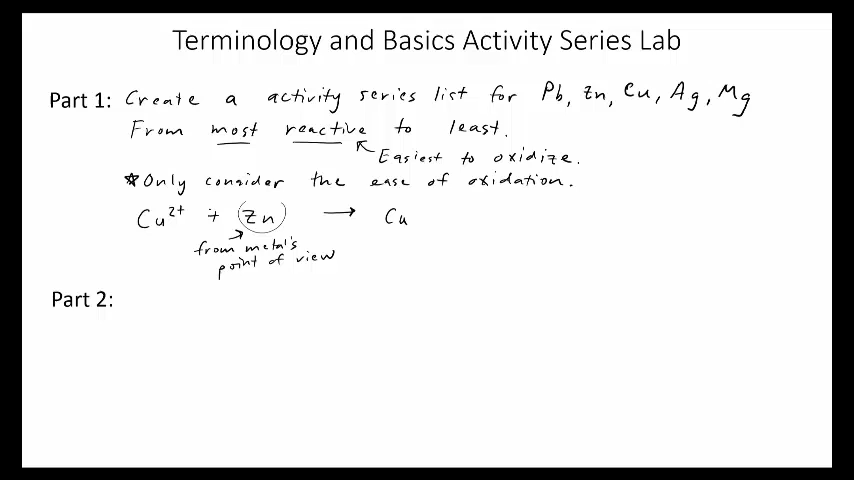 Terminology and Basics Activity Series Lab
Part 1: Create a activity series list for Pb, Zn, Cu, Ag, Mg
From most reactive to least.
Easiest to oxidize.
*Only consider the ease of oxidation.
Cu²⁺ + Zn → Cu
from metal's
point of view
Part 2: